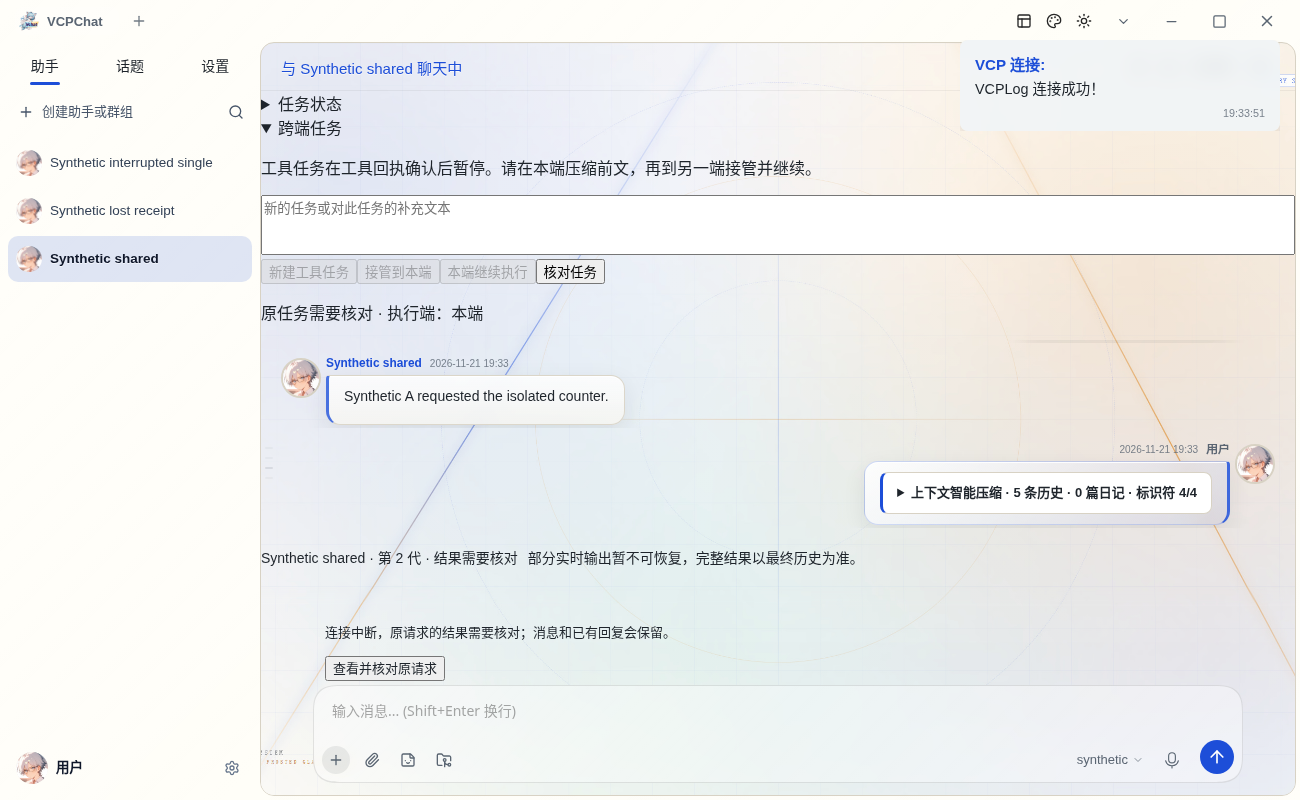 VCPChat
助手
话题
设置
创建助手或群组
Synthetic interrupted single
Synthetic lost receipt
Synthetic shared
用户
与 Synthetic shared 聊天中
VCP 连接:
VCPLog 连接成功!
19:33:51
▶ 任务状态
▼ 跨端任务
工具任务在工具回执确认后暂停。请在本端压缩前文，再到另一端接管并继续。
新的任务或对此任务的补充文本
新建工具任务 接管到本端 本端继续执行 核对任务
原任务需要核对 · 执行端：本端
Synthetic shared 2026-11-21 19:33
Synthetic A requested the isolated counter.
2026-11-21 19:33 用户
▶ 上下文智能压缩 · 5 条历史 · 0 篇日记 · 标识符 4/4
Synthetic shared · 第 2 代 · 结果需要核对 部分实时输出暂不可恢复，完整结果以最终历史为准。
连接中断，原请求的结果需要核对；消息和已有回复会保留。
查看并核对原请求
输入消息... (Shift+Enter 换行)
synthetic